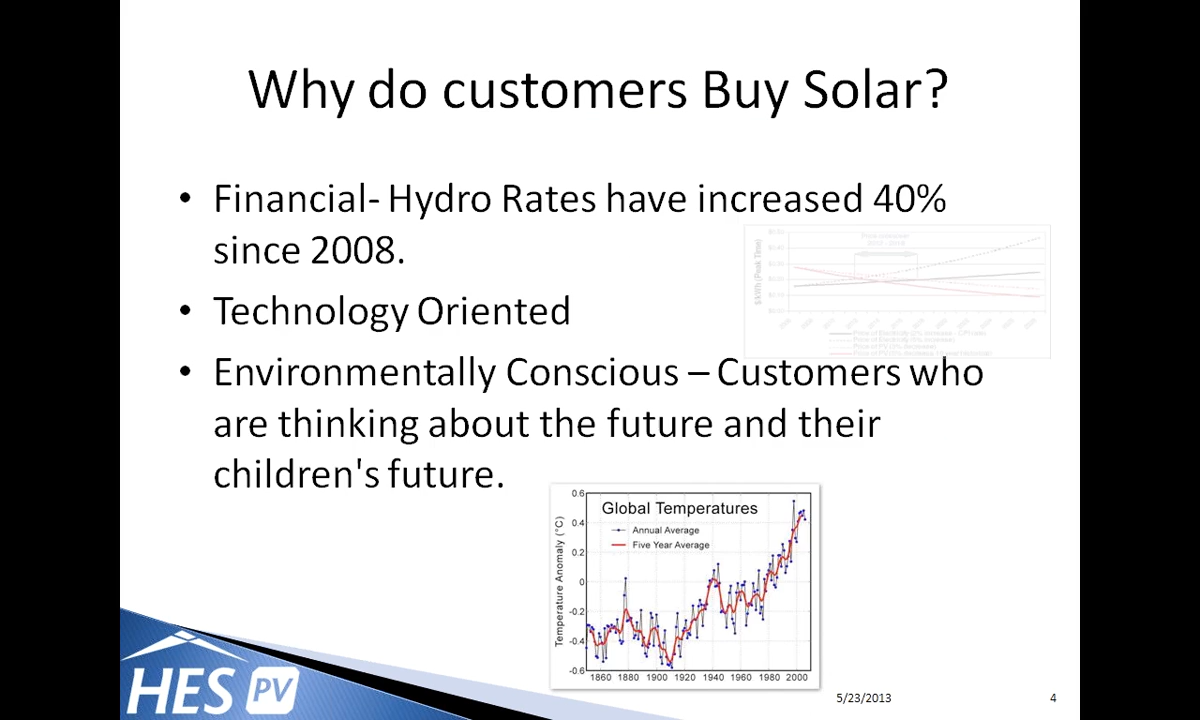 Why do customers Buy Solar?
• Financial- Hydro Rates have increased 40%
since 2008.
• Technology Oriented
• Environmentally Conscious – Customers who
are thinking about the future and their
children's future.
$/kWh (Peak Time)
Global Temperatures
Annual Average
Five Year Average
Temperature Anomaly (°C)
0.6
0.4
0.2
0
-0.2
-0.4
-0.6
1860 1880 1900 1920 1940 1960 1980 2000
HES PV
5/23/2013
4